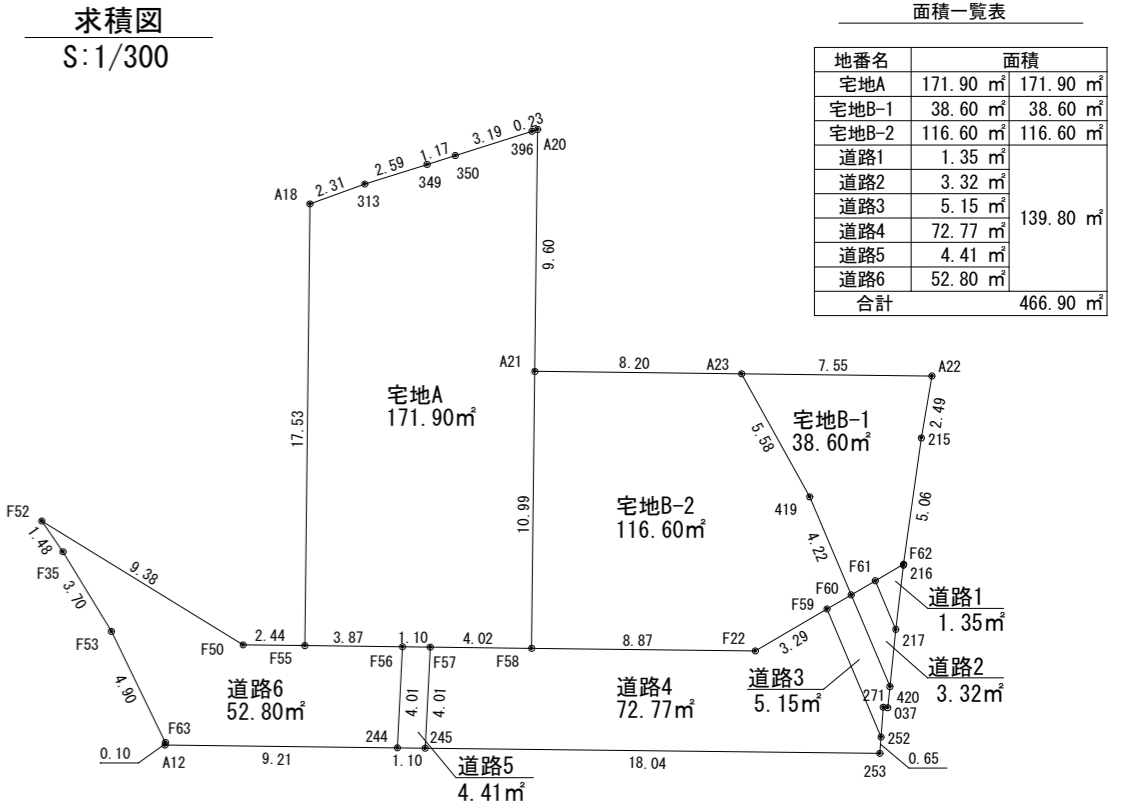 求積図
S:1/300
面積一覧表
地番名 面積
宅地A 171.90 ㎡ 171.90 ㎡
宅地B-1 38.60 ㎡ 38.60 ㎡
宅地B-2 116.60 ㎡ 116.60 ㎡
道路1 1.35 ㎡
道路2 3.32 ㎡
道路3 5.15 ㎡
139.80 ㎡
道路4 72.77 ㎡
道路5 4.41 ㎡
道路6 52.80 ㎡
合計 466.90 ㎡
A18
2.31
313
2.59
349
1.17
350
3.19
0.23
396
A20
9.60
17.53
A21
8.20
A23
7.55
A22
宅地A
171.90㎡
宅地B-1
38.60㎡
2.49
215
5.58
5.06
419
宅地B-2
116.60㎡
10.99
4.22
F52
1.48
F35
9.38
3.70
F53
F62
216
F61
F60
F59
道路1
1.35㎡
217
F50
2.44
F55
3.87
F56
1.10
F57
4.02
F58
8.87
F22
3.29
道路2
3.32㎡
道路3
5.15㎡
道路6
52.80㎡
4.90
4.01
4.01
道路4
72.77㎡
271
420
037
F63
0.10
A12
9.21
244
1.10
245
18.04
252
0.65
253
道路5
4.41㎡